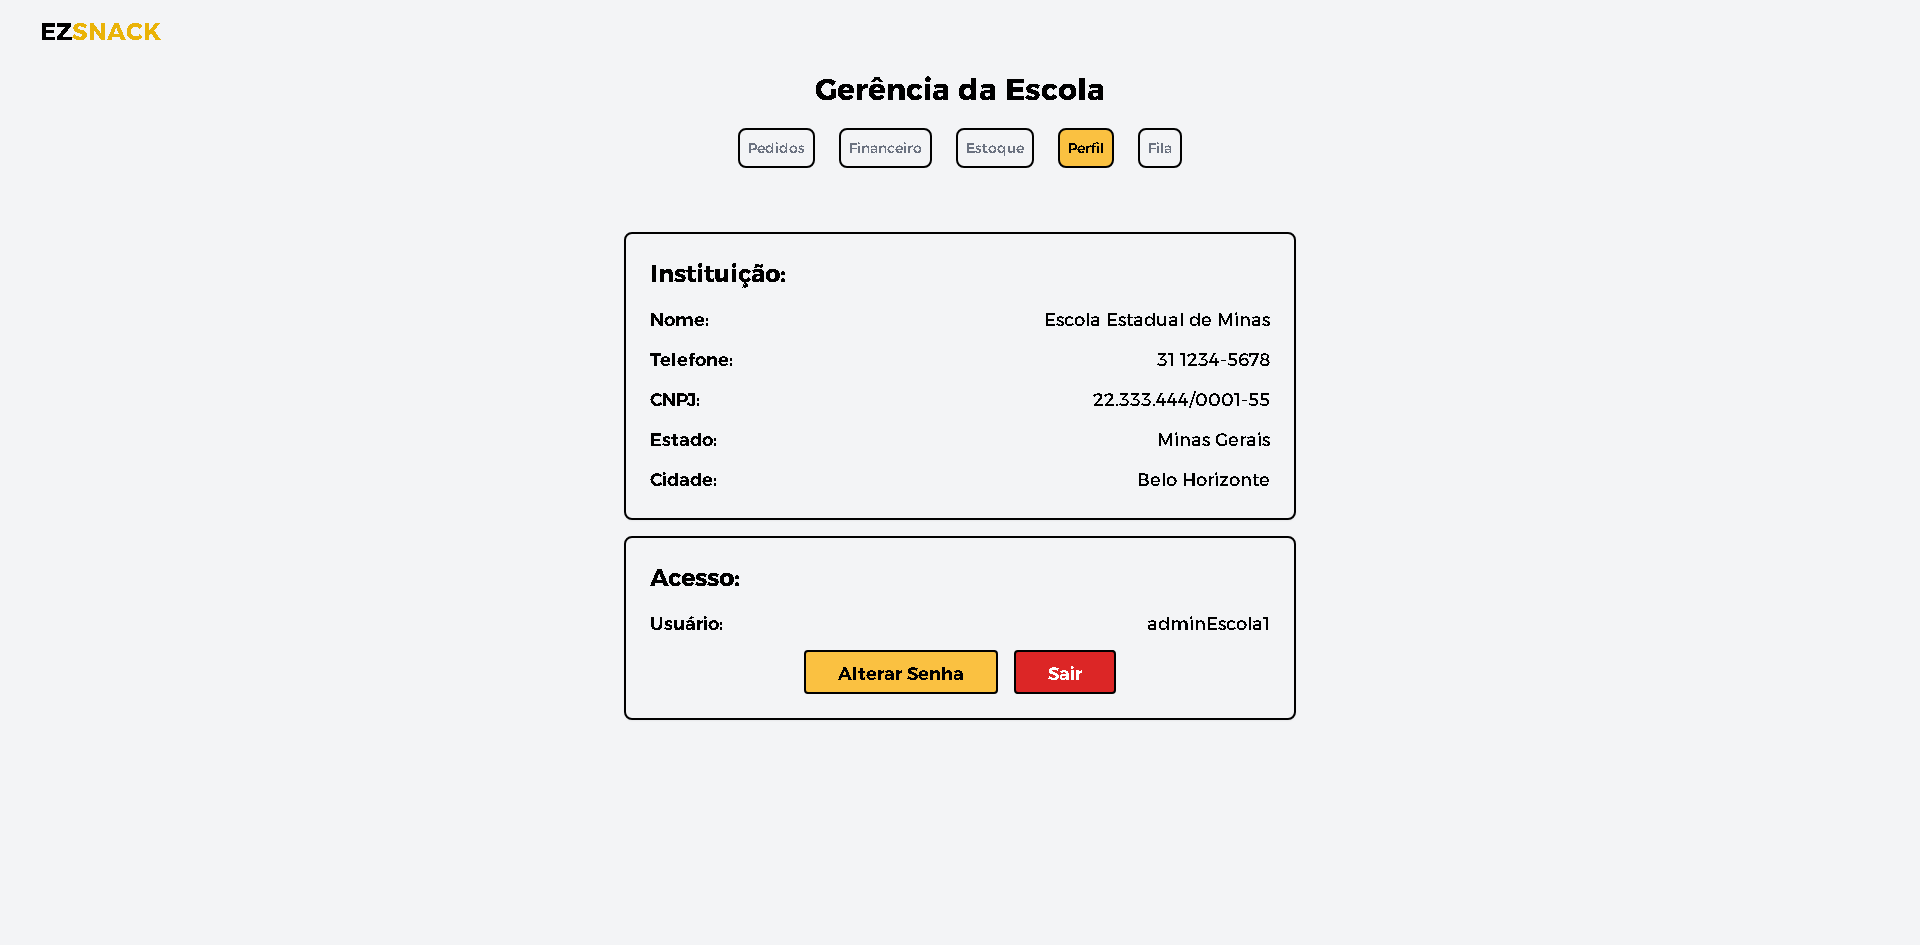 EZSNACK
Gerência da Escola
Pedidos Financeiro Estoque Perfil Fila
Instituição:
Nome: Escola Estadual de Minas
Telefone: 31 1234-5678
CNPJ: 22.333.444/0001-55
Estado: Minas Gerais
Cidade: Belo Horizonte
Acesso:
Usuário: adminEscola1
Alterar Senha Sair